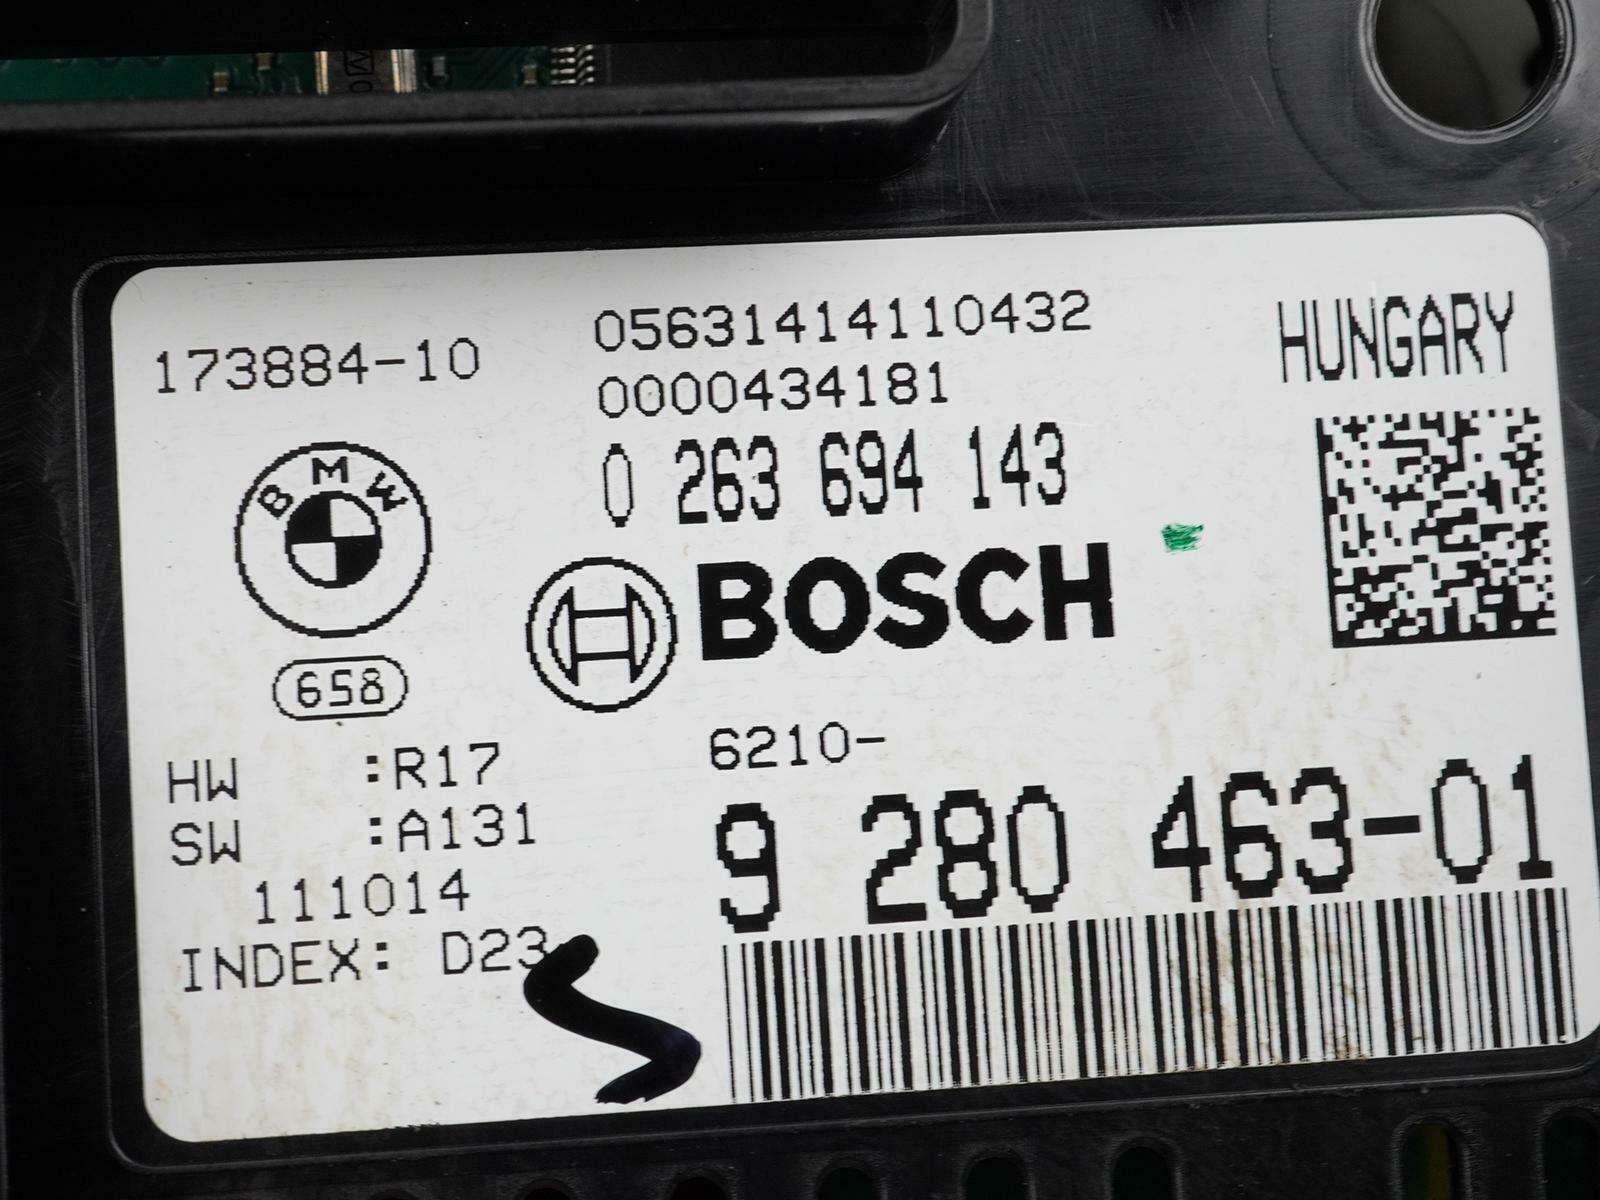 173884-10
05631414110432
0000434181
HUNGARY
0 263 694 143
BMW
BOSCH
658
HW :R17
SW :A131
111014
INDEX: D23
6210-
9 280 463-01